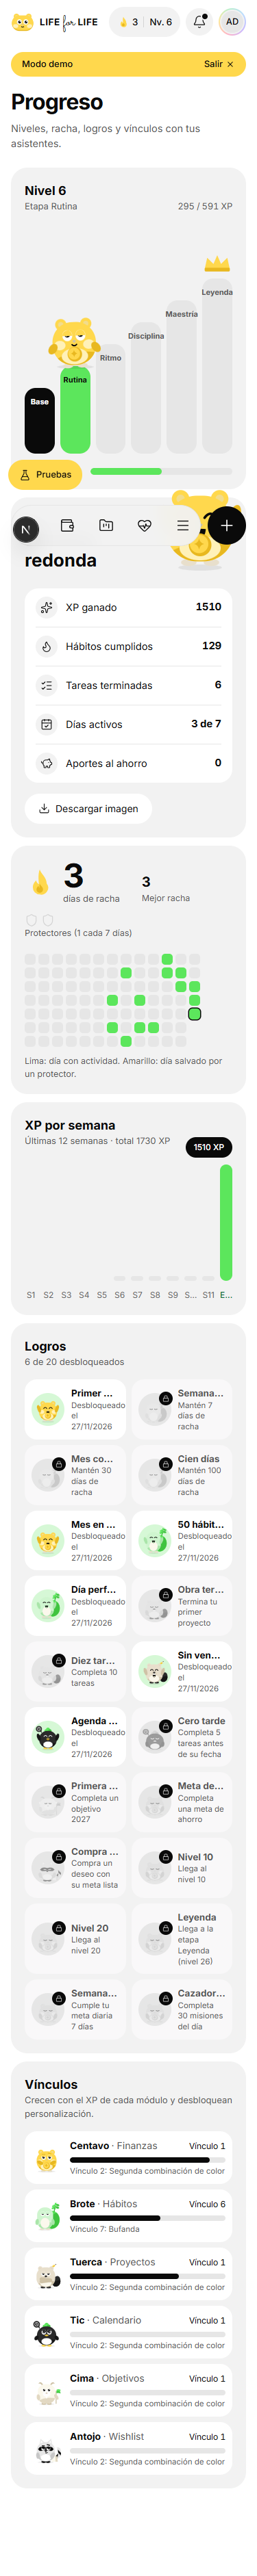 LIFE for LIFE
3 | Nv. 6
AD
Modo demo
Salir ×
Progreso
Niveles, racha, logros y vínculos con tus
asistentes.
Nivel 6
Etapa Rutina
295 / 591 XP
Leyenda
Maestría
Disciplina
Ritmo
Rutina
Base
Pruebas
N
redonda
XP ganado
1510
Hábitos cumplidos
129
Tareas terminadas
6
Días activos
3 de 7
Aportes al ahorro
0
Descargar imagen
3
días de racha
3
Mejor racha
Protectores (1 cada 7 días)
Lima: día con actividad. Amarillo: día salvado por
un protector.
XP por semana
Últimas 12 semanas · total 1730 XP
1510 XP
S1 S2 S3 S4 S5 S6 S7 S8 S9 S... S11 E...
Logros
6 de 20 desbloqueados
Primer ...
Desbloqueado
el
27/11/2026
Semana...
Mantén 7
días de
racha
Mes co...
Mantén 30
días de
racha
Cien días
Mantén 100
días de
racha
Mes en ...
Desbloqueado
el
27/11/2026
50 hábit...
Desbloqueado
el
27/11/2026
Día perf...
Desbloqueado
el
27/11/2026
Obra ter...
Termina tu
primer
proyecto
Diez tar...
Completa 10
tareas
Sin ven...
Desbloqueado
el
27/11/2026
Agenda ...
Desbloqueado
el
27/11/2026
Cero tarde
Completa 5
tareas antes
de su fecha
Primera ...
Completa un
objetivo
2027
Meta de...
Completa
una meta de
ahorro
Compra ...
Compra un
deseo con
su meta lista
Nivel 10
Llega al
nivel 10
Nivel 20
Llega al
nivel 20
Leyenda
Llega a la
etapa
Leyenda
(nivel 26)
Semana...
Cumple tu
meta diaria
7 días
Cazador...
Completa
30 misiones
del día
Vínculos
Crecen con el XP de cada módulo y desbloquean
personalización.
Centavo · Finanzas
Vínculo 1
Vínculo 2: Segunda combinación de color
Brote · Hábitos
Vínculo 6
Vínculo 7: Bufanda
Tuerca · Proyectos
Vínculo 1
Vínculo 2: Segunda combinación de color
Tic · Calendario
Vínculo 1
Vínculo 2: Segunda combinación de color
Cima · Objetivos
Vínculo 1
Vínculo 2: Segunda combinación de color
Antojo · Wishlist
Vínculo 1
Vínculo 2: Segunda combinación de color